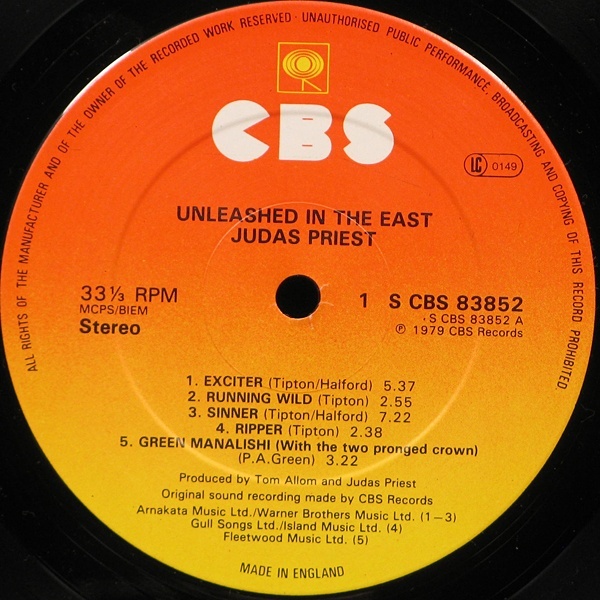 ALL RIGHTS OF THE MANUFACTURER AND OF THE OWNER OF THE RECORDED WORK RESERVED · UNAUTHORISED PUBLIC PERFORMANCE, BROADCASTING AND COPYING OF THIS RECORD PROHIBITED.
CBS
LC 0149
UNLEASHED IN THE EAST
JUDAS PRIEST
33⅓ RPM
MCPS/BIEM
Stereo
1 S CBS 83852
· S CBS 83852 A
℗ 1979 CBS Records
1. EXCITER (Tipton/Halford) 5.37
2. RUNNING WILD (Tipton) 2.55
3. SINNER (Tipton/Halford) 7.22
4. RIPPER (Tipton) 2.38
5. GREEN MANALISHI (With the two pronged crown)
(P.A.Green) 3.22
Produced by Tom Allom and Judas Priest
Original sound recording made by CBS Records
Arnakata Music Ltd./Warner Brothers Music Ltd. (1–3)
Gull Songs Ltd./Island Music Ltd. (4)
Fleetwood Music Ltd. (5)
MADE IN ENGLAND